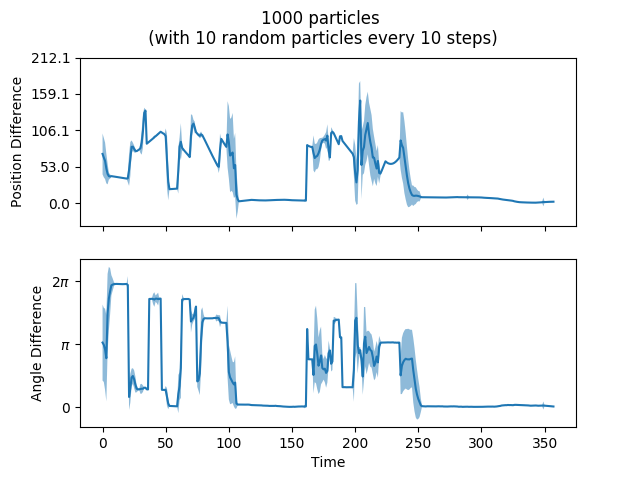 1000 particles
(with 10 random particles every 10 steps)
212.1
159.1
106.1
53.0
0.0
Position Difference
2π
π
0
Angle Difference
0 50 100 150 200 250 300 350
Time